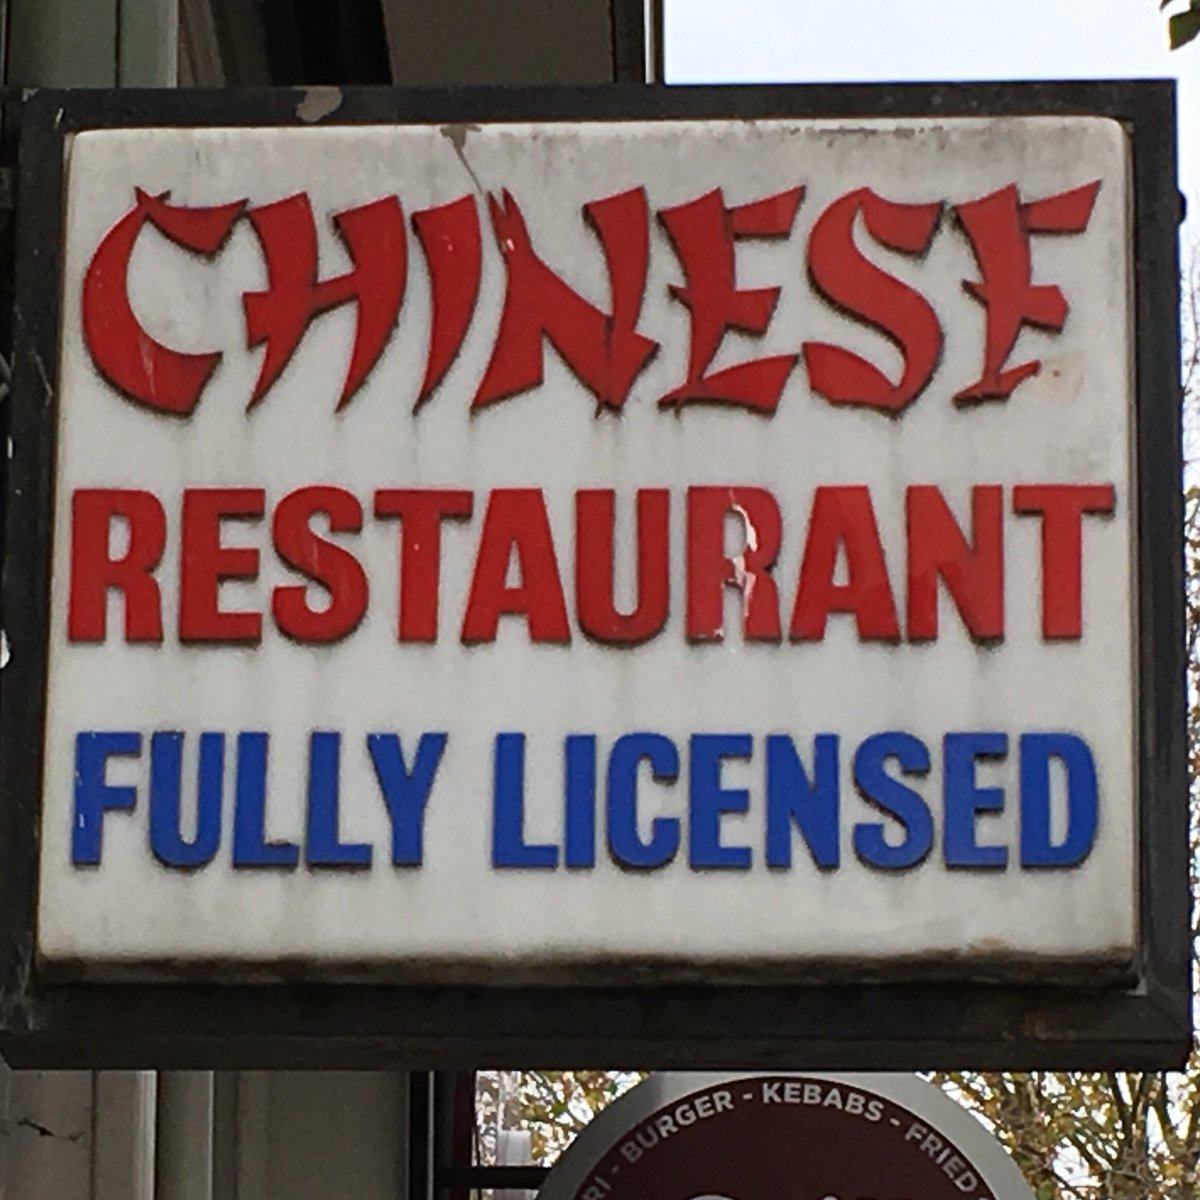 CHINESE
RESTAURANT
FULLY LICENSED
- BURGER - KEBABS - FRIED